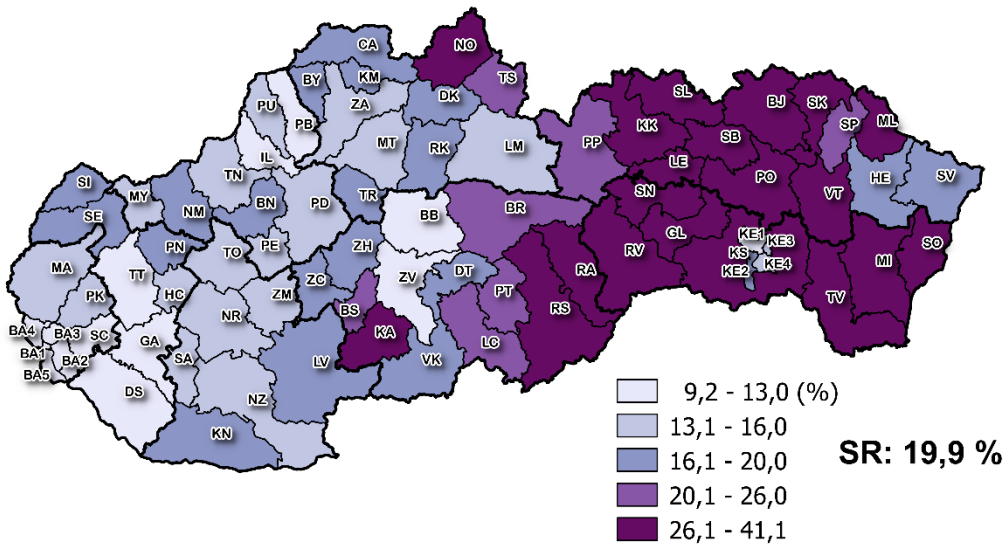 CA
NO
BY
KM
TS
PU
PB
ZA
DK
SL
BJ
SK
SP
ML
KK
SB
IL
MT
RK
LM
PP
LE
PO
VT
HE
SV
TN
SI
MY
NM
BN
PD
TR
SN
SE
BB
BR
PN
TO
PE
ZH
GL
KE1
KE3
SO
MA
TT
RV
KS
KE4
MI
KE2
HC
ZC
ZV
DT
RA
PK
ZM
BS
PT
RS
TV
NR
KA
BA4
BA3
SC
GA
LC
BA1
BA2
SA
LV
VK
BA5
DS
NZ
KN
9,2 - 13,0 (%)
13,1 - 16,0
16,1 - 20,0
SR: 19,9 %
20,1 - 26,0
26,1 - 41,1